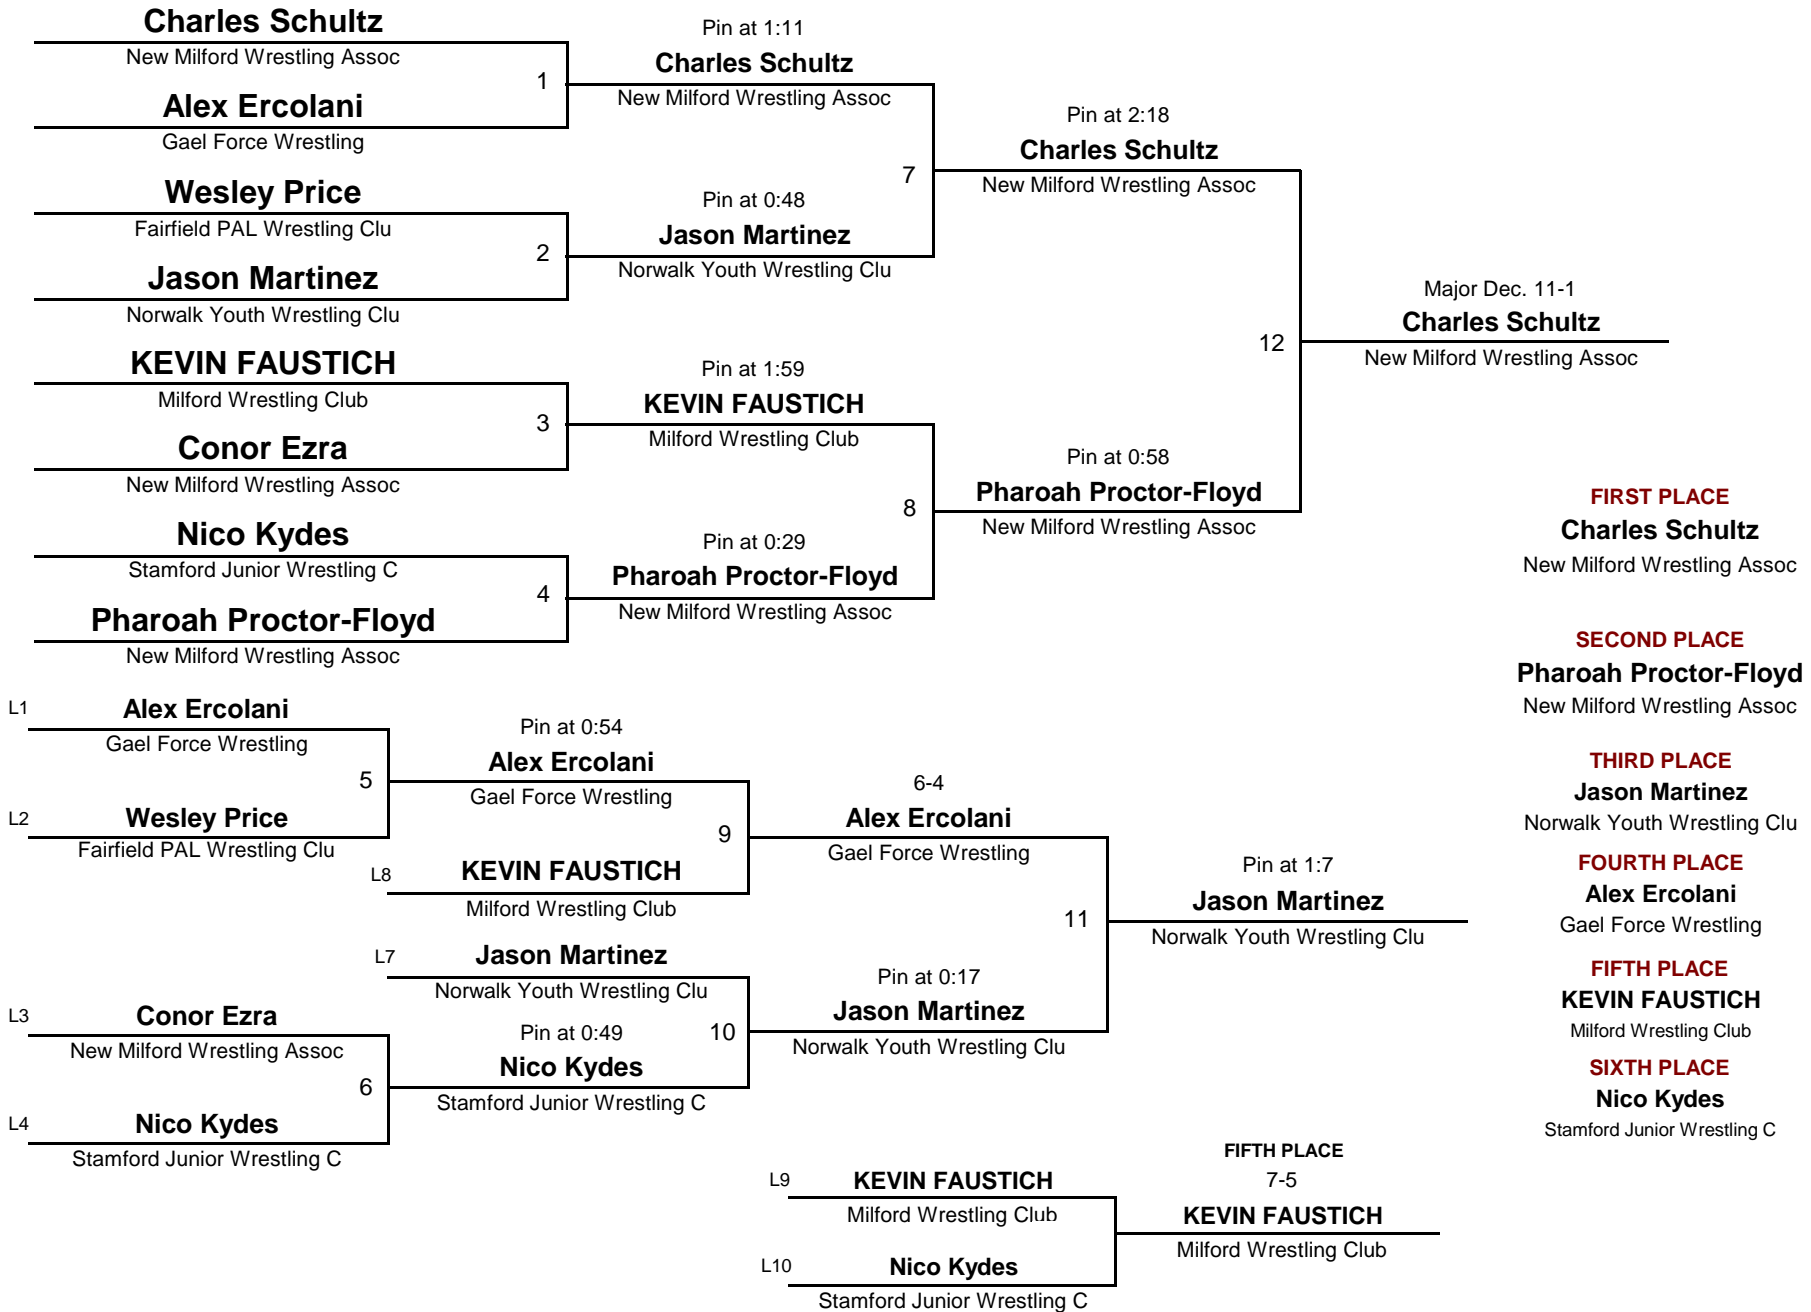 Charles Schultz
New Milford Wrestling Assoc
1
Alex Ercolani
Gael Force Wrestling
Wesley Price
Fairfield PAL Wrestling Clu
2
Jason Martinez
Norwalk Youth Wrestling Clu
KEVIN FAUSTICH
Milford Wrestling Club
3
Conor Ezra
New Milford Wrestling Assoc
Nico Kydes
Stamford Junior Wrestling C
4
Pharoah Proctor-Floyd
New Milford Wrestling Assoc
Pin at 1:11
Charles Schultz
New Milford Wrestling Assoc
7
Pin at 0:48
Jason Martinez
Norwalk Youth Wrestling Clu
Pin at 1:59
KEVIN FAUSTICH
Milford Wrestling Club
8
Pin at 0:29
Pharoah Proctor-Floyd
New Milford Wrestling Assoc
Pin at 2:18
Charles Schultz
New Milford Wrestling Assoc
12
Pin at 0:58
Pharoah Proctor-Floyd
New Milford Wrestling Assoc
Major Dec. 11-1
Charles Schultz
New Milford Wrestling Assoc
L1
Alex Ercolani
Gael Force Wrestling
5
L2
Wesley Price
Fairfield PAL Wrestling Clu
L3
Conor Ezra
New Milford Wrestling Assoc
6
L4
Nico Kydes
Stamford Junior Wrestling C
Pin at 0:54
Alex Ercolani
Gael Force Wrestling
9
L8
KEVIN FAUSTICH
Milford Wrestling Club
L7
Jason Martinez
Norwalk Youth Wrestling Clu
10
Pin at 0:49
Nico Kydes
Stamford Junior Wrestling C
6-4
Alex Ercolani
Gael Force Wrestling
11
Pin at 0:17
Jason Martinez
Norwalk Youth Wrestling Clu
Pin at 1:7
Jason Martinez
Norwalk Youth Wrestling Clu
L9
KEVIN FAUSTICH
Milford Wrestling Club
L10
Nico Kydes
Stamford Junior Wrestling C
FIFTH PLACE
7-5
KEVIN FAUSTICH
Milford Wrestling Club
FIRST PLACE
Charles Schultz
New Milford Wrestling Assoc
SECOND PLACE
Pharoah Proctor-Floyd
New Milford Wrestling Assoc
THIRD PLACE
Jason Martinez
Norwalk Youth Wrestling Clu
FOURTH PLACE
Alex Ercolani
Gael Force Wrestling
FIFTH PLACE
KEVIN FAUSTICH
Milford Wrestling Club
SIXTH PLACE
Nico Kydes
Stamford Junior Wrestling C